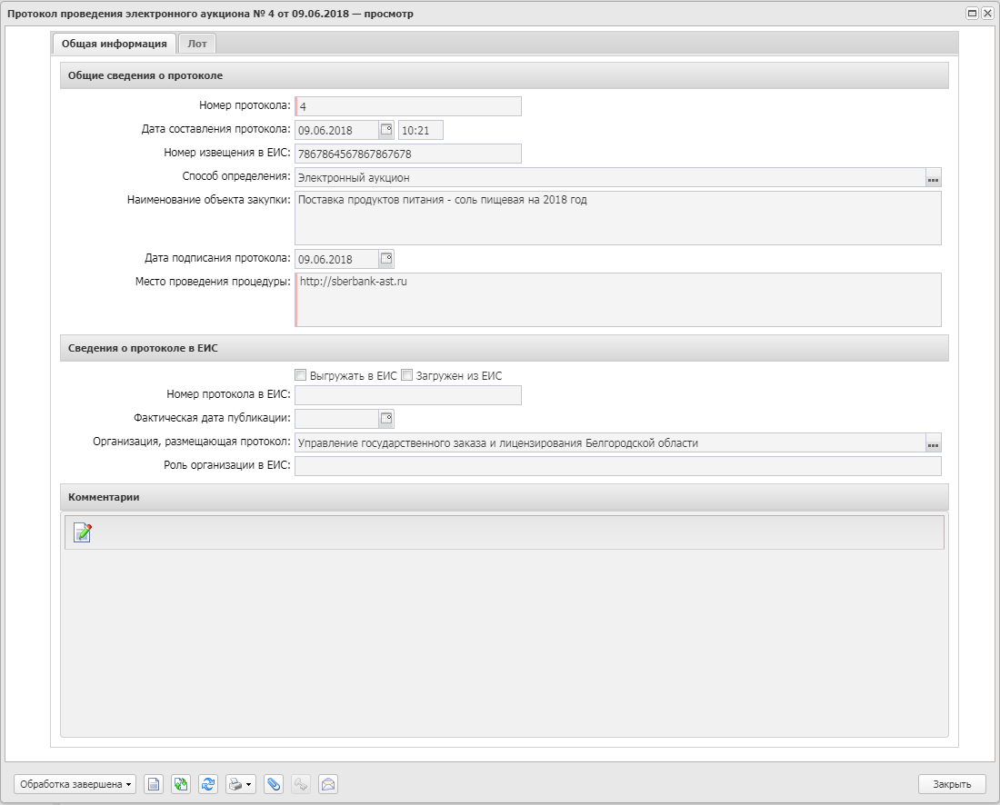 Протокол проведения электронного аукциона № 4 от 09.06.2018 — просмотр
Общая информация Лот
Общие сведения о протоколе
Номер протокола: 4
Дата составления протокола: 09.06.2018 10:21
Номер извещения в ЕИС: 7867864567867867678
Способ определения: Электронный аукцион
Наименование объекта закупки: Поставка продуктов питания - соль пищевая на 2018 год
Дата подписания протокола: 09.06.2018
Место проведения процедуры: http://sberbank-ast.ru
Сведения о протоколе в ЕИС
Выгружать в ЕИС Загружен из ЕИС
Номер протокола в ЕИС:
Фактическая дата публикации:
Организация, размещающая протокол: Управление государственного заказа и лицензирования Белгородской области
Роль организации в ЕИС:
Комментарии
Обработка завершена Закрыть